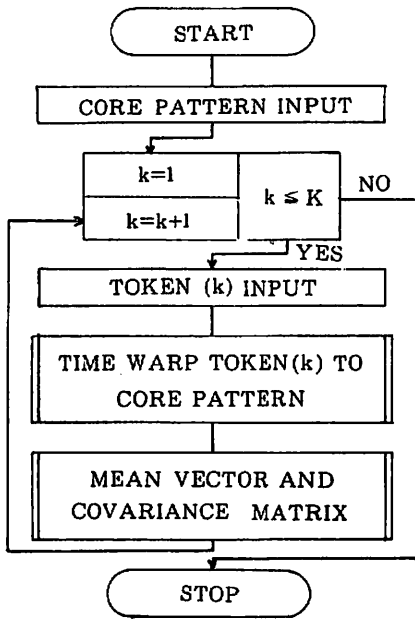 START
CORE PATTERN INPUT
k=1
k=k+1
k ≤ K
NO
YES
TOKEN (k) INPUT
TIME WARP TOKEN(k) TO
CORE PATTERN
MEAN VECTOR AND
COVARIANCE MATRIX
STOP